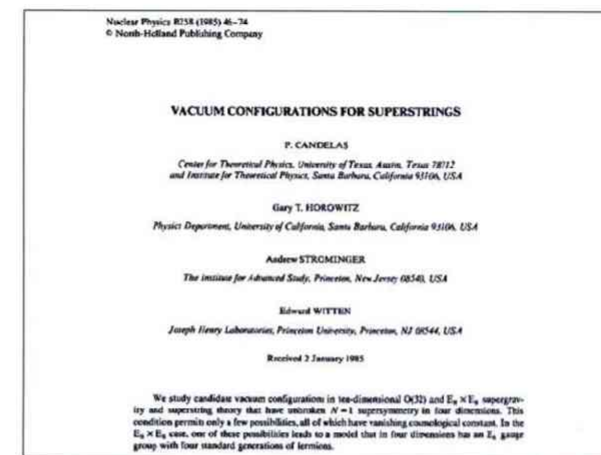 Nuclear Physics B258 (1985) 46-74
© North-Holland Publishing Company
VACUUM CONFIGURATIONS FOR SUPERSTRINGS
P. CANDELAS
Center for Theoretical Physics, University of Texas, Austin, Texas 78712
and Institute for Theoretical Physics, Santa Barbara, California 93106, USA
Gary T. HOROWITZ
Physics Department, University of California, Santa Barbara, California 93106, USA
Andrew STROMINGER
The Institute for Advanced Study, Princeton, New Jersey 08540, USA
Edward WITTEN
Joseph Henry Laboratories, Princeton University, Princeton, NJ 08544, USA
Received 2 January 1985
We study candidate vacuum configurations in ten-dimensional O(32) and E₈ × E₈ supergrav-
ity and superstring theory that have unbroken N = 1 supersymmetry in four dimensions. This
condition permits only a few possibilities, all of which have vanishing cosmological constant. In the
E₈ × E₈ case, one of these possibilities leads to a model that in four dimensions has an E₆ gauge
group with four standard generations of fermions.